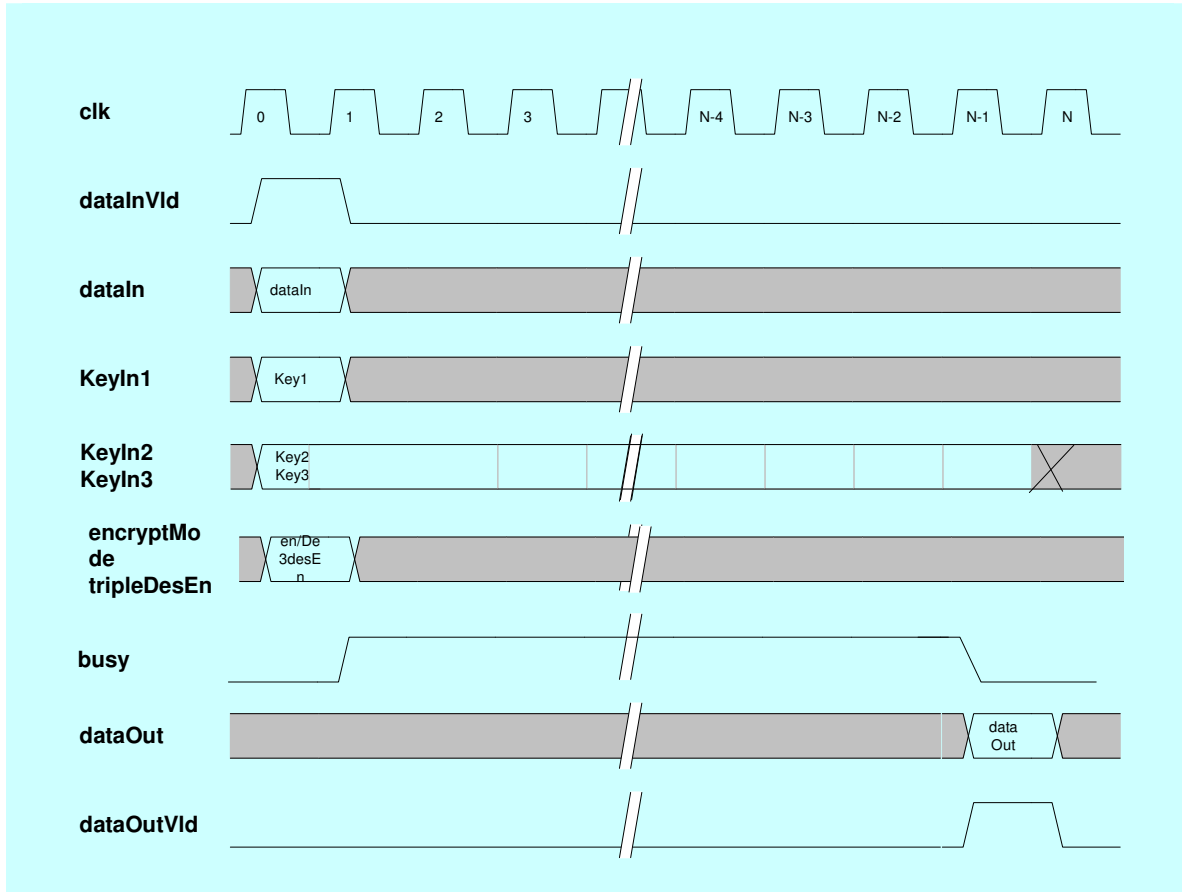 clk
0
1
2
3
N-4
N-3
N-2
N-1
N
dataInVld
dataIn
dataIn
KeyIn1
Key1
KeyIn2
KeyIn3
Key2
Key3
encryptMo
de
tripleDesEn
en/De
3desE
n
busy
dataOut
data
Out
dataOutVld